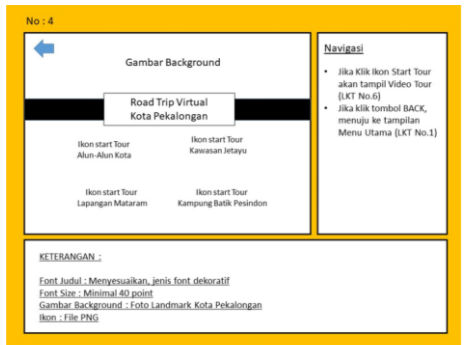 No : 4
Gambar Background
Road Trip Virtual
Kota Pekalongan
Ikon start Tour
Alun-Alun Kota
Ikon start Tour
Kawasan Jetayu
Ikon start Tour
Lapangan Mataram
Ikon start Tour
Kampung Batik Pesindon
Navigasi
• Jika Klik Ikon Start Tour
akan tampil Video Tour
(LKT No.6)
• Jika klik tombol BACK,
menuju ke tampilan
Menu Utama (LKT No.1)
KETERANGAN :
Font Judul : Menyesuaikan, jenis font dekoratif
Font Size : Minimal 40 point
Gambar Background : Foto Landmark Kota Pekalongan
Ikon : File PNG